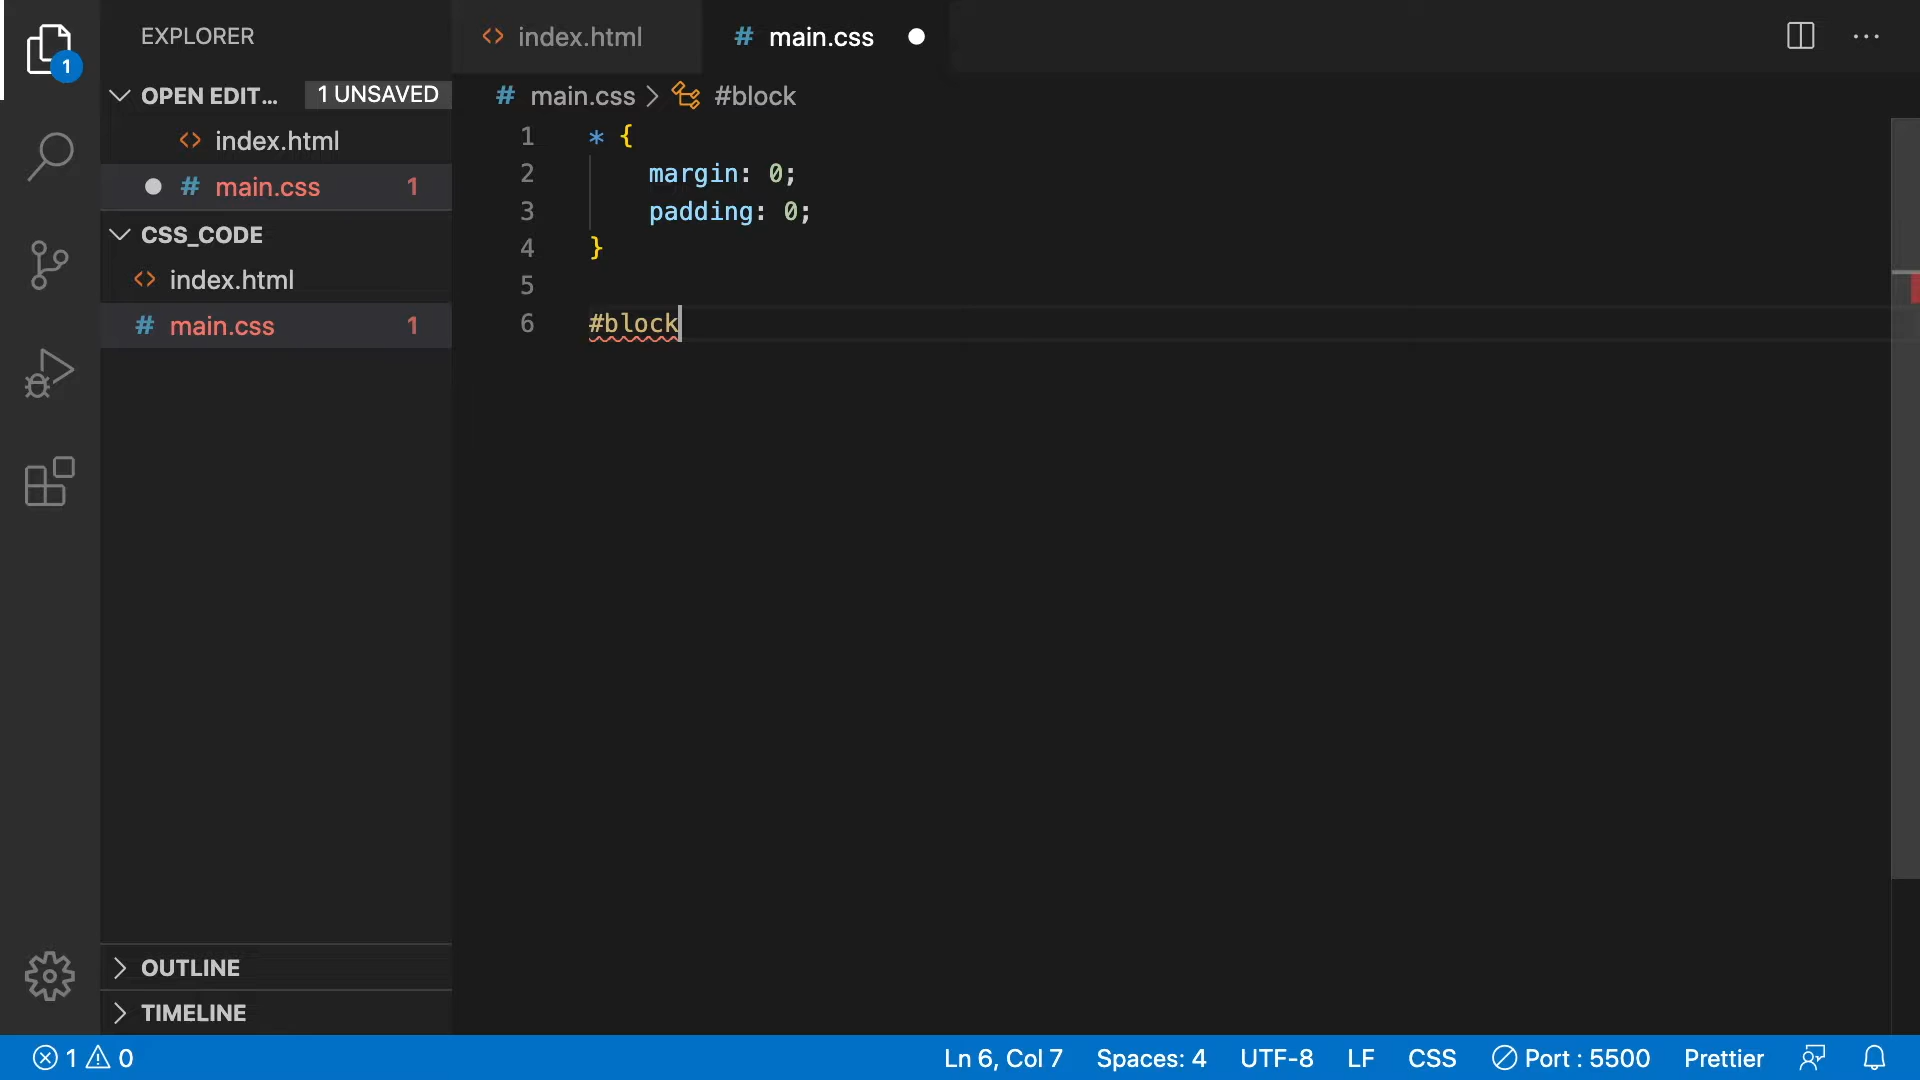 EXPLORER
OPEN EDIT... 1 UNSAVED
index.html
# main.css 1
CSS_CODE
index.html
# main.css 1
OUTLINE
TIMELINE
index.html # main.css
# main.css > #block
1 * {
2 margin: 0;
3 padding: 0;
4 }
5
6 #block
1 0 Ln 6, Col 7 Spaces: 4 UTF-8 LF CSS Port : 5500 Prettier
1